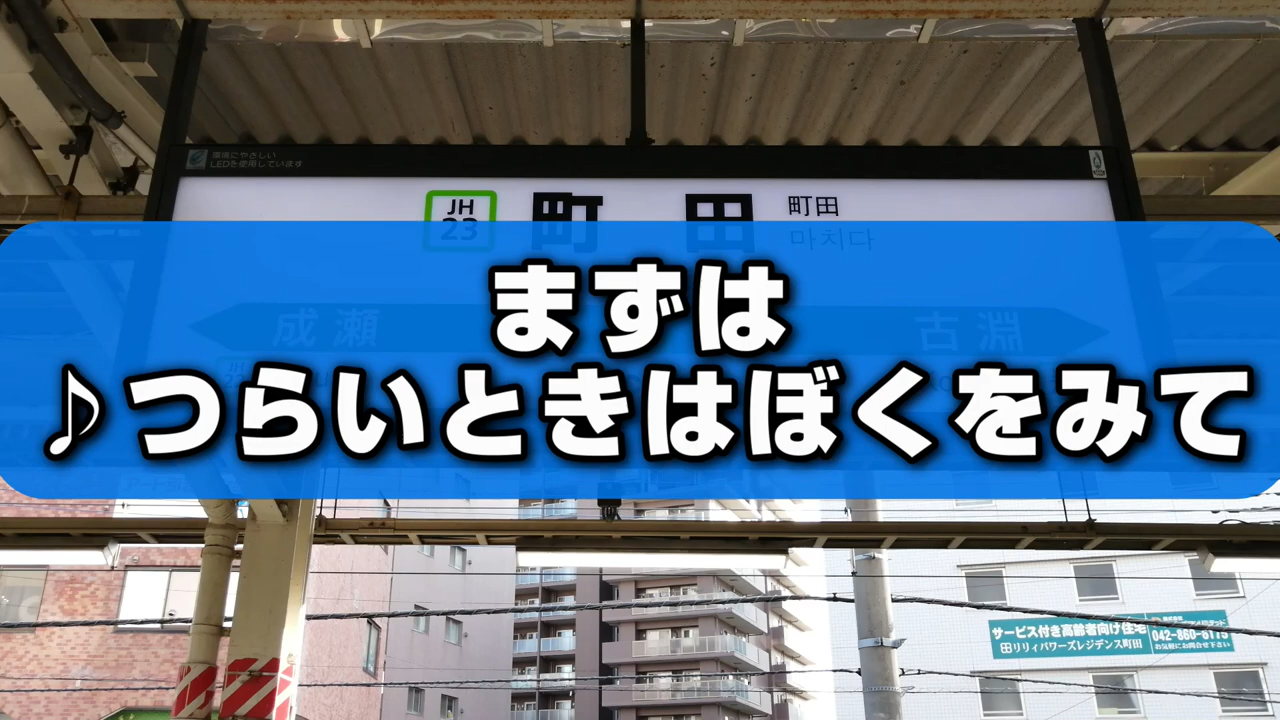 環境にやさしい
LEDを使用しています
JH
23
町田
町田
마치다
まずは
成瀬
古淵
♪つらいときはぼくをみて
サービス付き高齢者向け住宅
リリィパワーズレジデンス町田
042-860-6175
お気軽にお問合せ下さい